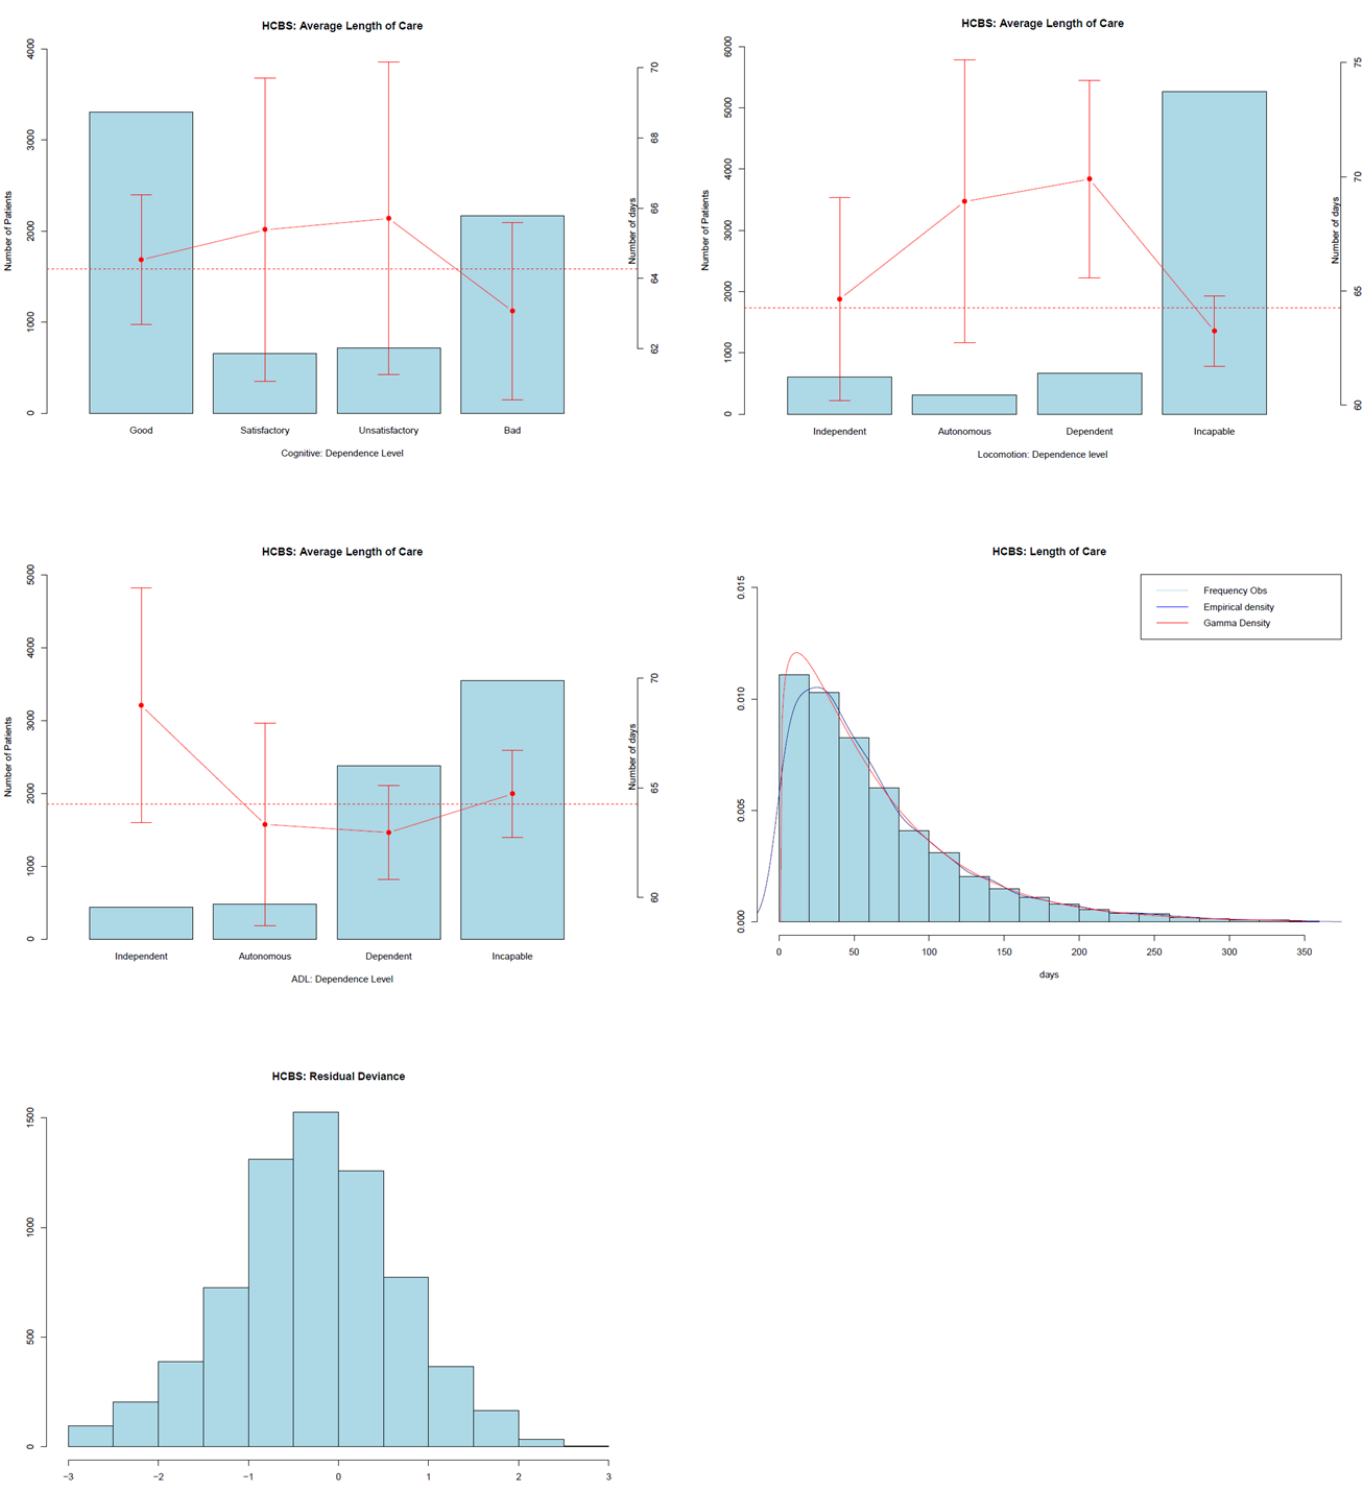 HCBS: Average Length of Care
4000
3000
2000
1000
0
Number of Patients
70
68
66
64
62
Number of days
Good Satisfactory Unsatisfactory Bad
Cognitive: Dependence Level
HCBS: Average Length of Care
6000
5000
4000
3000
2000
1000
0
Number of Patients
75
70
65
60
Number of days
Independent Autonomous Dependent Incapable
Locomotion: Dependence level
HCBS: Average Length of Care
5000
4000
3000
2000
1000
0
Number of Patients
70
65
60
Number of days
Independent Autonomous Dependent Incapable
ADL: Dependence Level
HCBS: Length of Care
Frequency Obs
Empirical density
Gamma Density
0.015
0.010
0.005
0.000
0 50 100 150 200 250 300 350
days
HCBS: Residual Deviance
1500
1000
500
0
−3 −2 −1 0 1 2 3